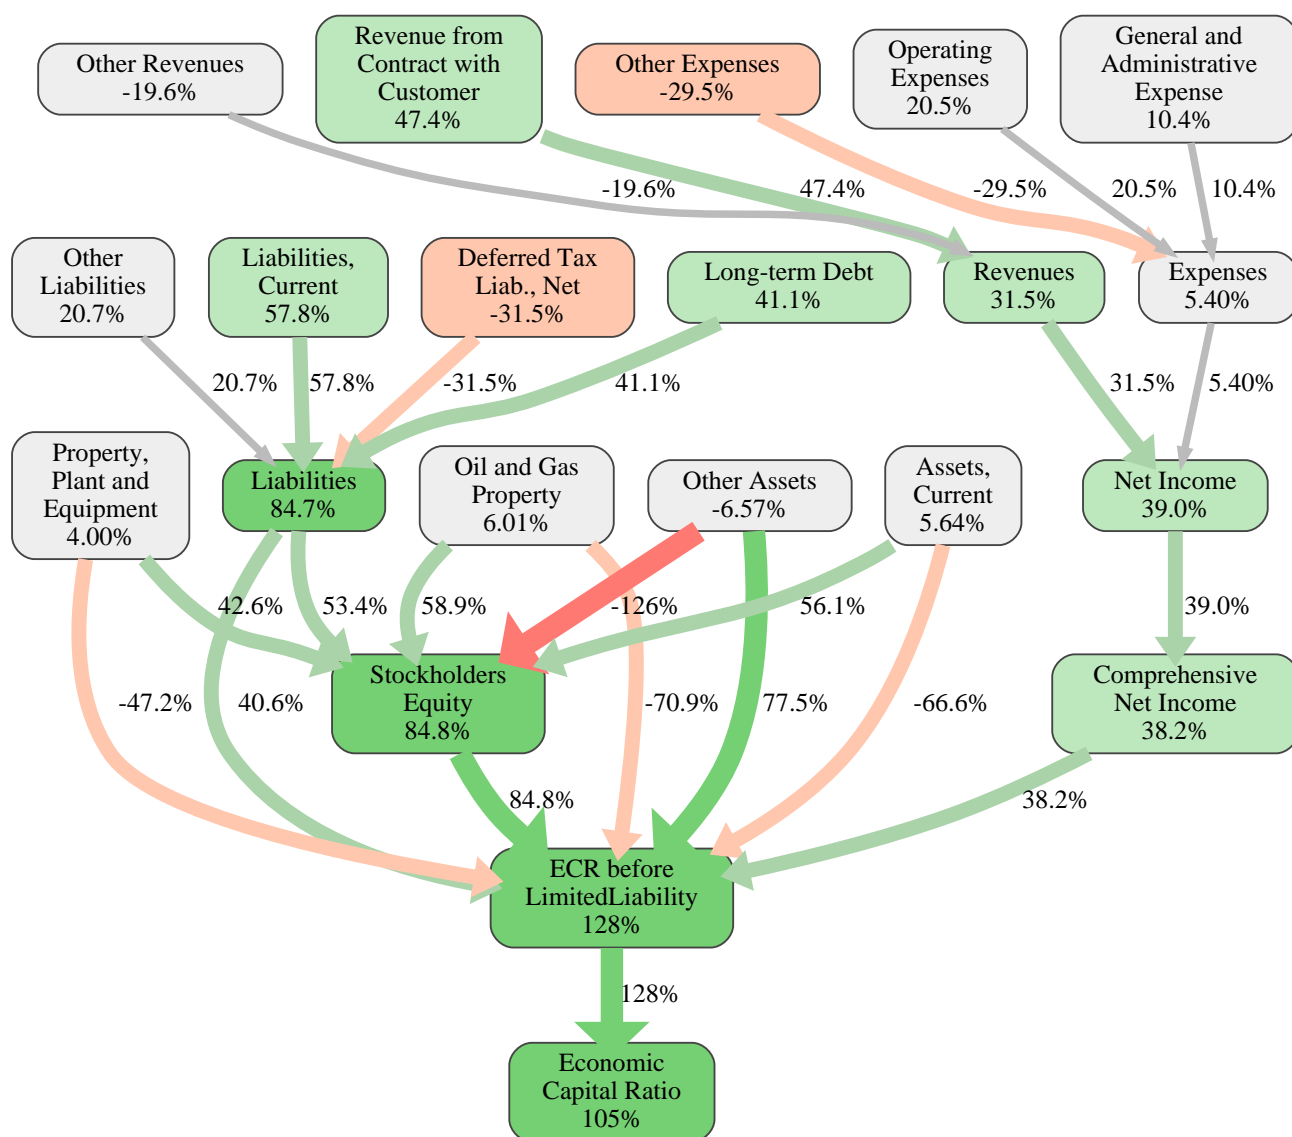 Other Revenues
-19.6%
Revenue from
Contract with
Customer
47.4%
Other Expenses
-29.5%
Operating
Expenses
20.5%
General and
Administrative
Expense
10.4%
-19.6%
47.4%
-29.5%
20.5%
10.4%
Other
Liabilities
20.7%
Liabilities,
Current
57.8%
Deferred Tax
Liab., Net
-31.5%
Long-term Debt
41.1%
Revenues
31.5%
Expenses
5.40%
20.7%
57.8%
-31.5%
41.1%
31.5%
5.40%
Property,
Plant and
Equipment
4.00%
Liabilities
84.7%
Oil and Gas
Property
6.01%
Other Assets
-6.57%
Assets,
Current
5.64%
Net Income
39.0%
42.6%
53.4%
58.9%
-126%
56.1%
39.0%
Stockholders
Equity
84.8%
Comprehensive
Net Income
38.2%
-47.2%
40.6%
-70.9%
77.5%
-66.6%
84.8%
38.2%
ECR before
LimitedLiability
128%
128%
Economic
Capital Ratio
105%